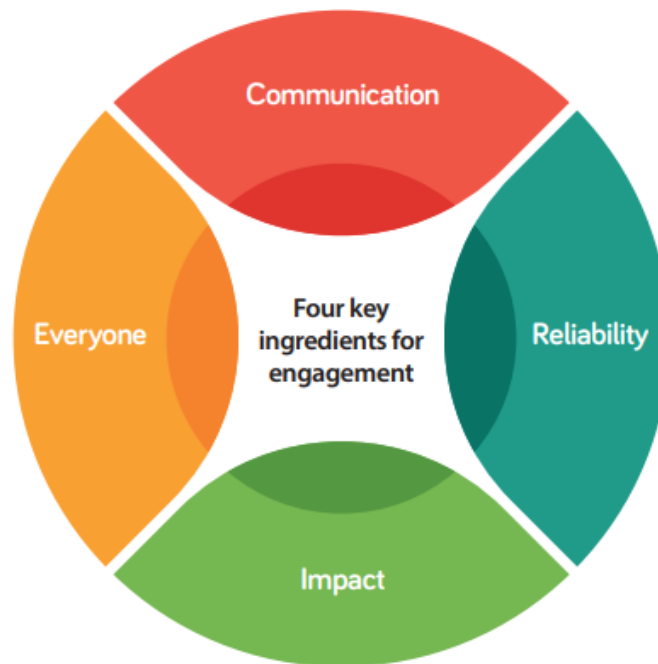 Communication
Everyone
Four key
ingredients for
engagement
Reliability
Impact